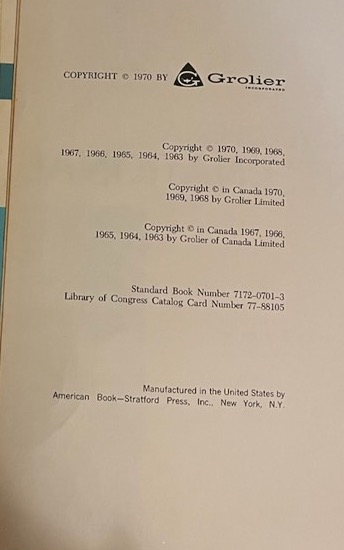 COPYRIGHT © 1970 BY G Grolier
INCORPORATED
Copyright © 1970, 1969, 1968,
1967, 1966, 1965, 1964, 1963 by Grolier Incorporated
Copyright © in Canada 1970,
1969, 1968 by Grolier Limited
Copyright © in Canada 1967, 1966,
1965, 1964, 1963 by Grolier of Canada Limited
Standard Book Number 7172-0701-3
Library of Congress Catalog Card Number 77-88105
Manufactured in the United States by
American Book—Stratford Press, Inc., New York, N.Y.